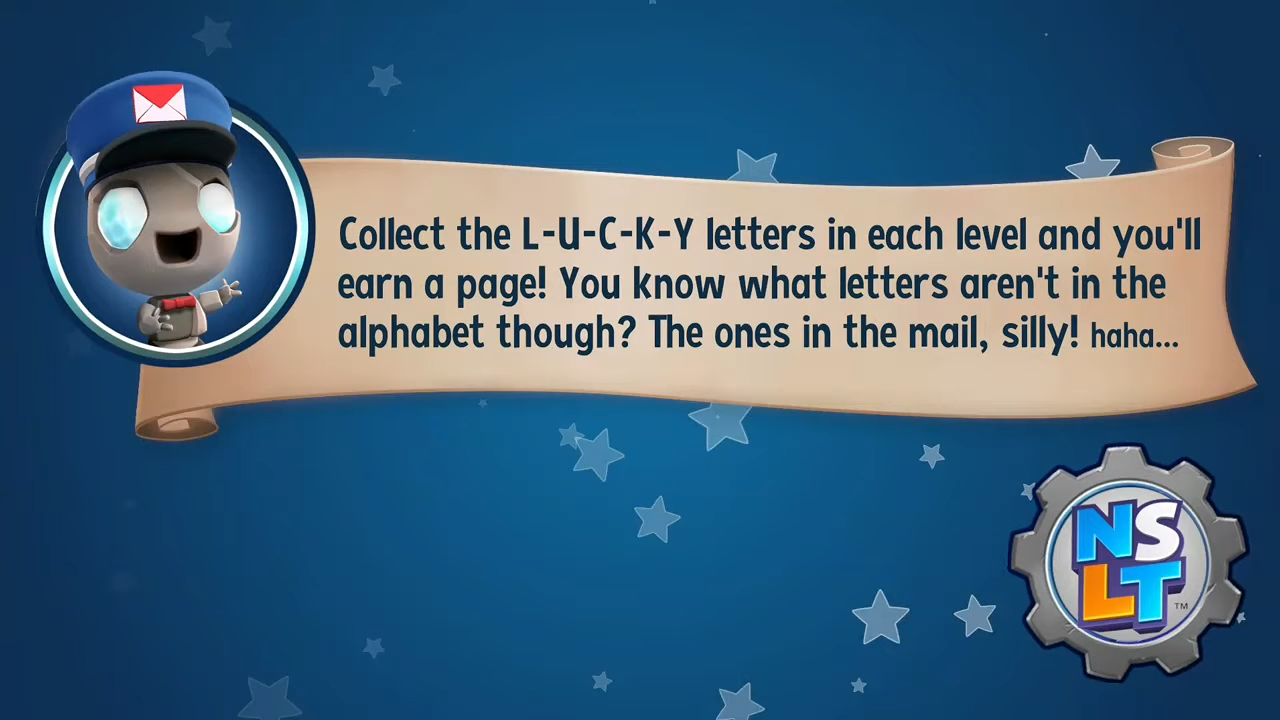 Collect the L-U-C-K-Y letters in each level and you'll
earn a page! You know what letters aren't in the
alphabet though? The ones in the mail, silly! haha...
NS
LT
TM